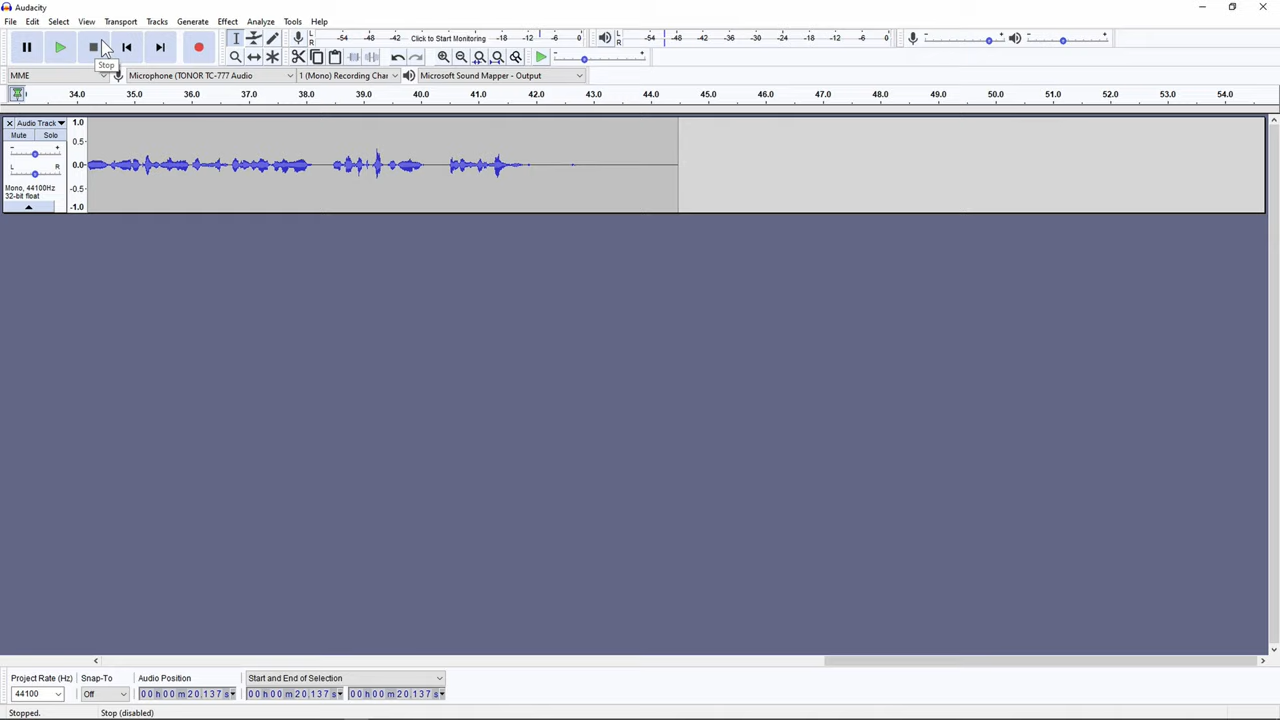 Audacity
File Edit Select View Transport Tracks Generate Effect Analyze Tools Help
L R -54 -48 -42 Click to Start Monitoring -18 -12 -6 0 L R -54 -48 -42 -36 -30 -24 -18 -12 -6 0
Stop
MME Microphone (TONOR TC-777 Audio 1 (Mono) Recording Char Microsoft Sound Mapper - Output
34.0 35.0 36.0 37.0 38.0 39.0 40.0 41.0 42.0 43.0 44.0 45.0 46.0 47.0 48.0 49.0 50.0 51.0 52.0 53.0 54.0
Audio Track 1.0
Mute Solo 0.5
- +
0.0
L R
Mono, 44100Hz -0.5
32-bit float
-1.0
Project Rate (Hz) Snap-To Audio Position Start and End of Selection
44100 Off 00 h 00 m 20.137 s 00 h 00 m 20.137 s 00 h 00 m 20.137 s
Stopped. Stop (disabled)